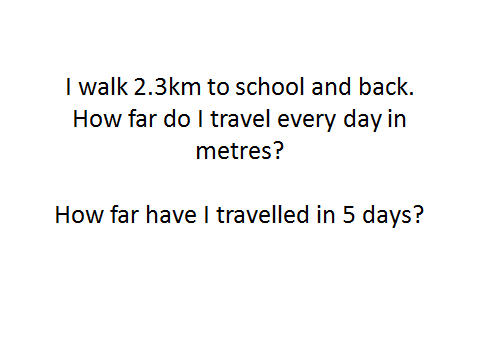 I walk 2.3km to school and back.
How far do I travel every day in
metres?
How far have I travelled in 5 days?